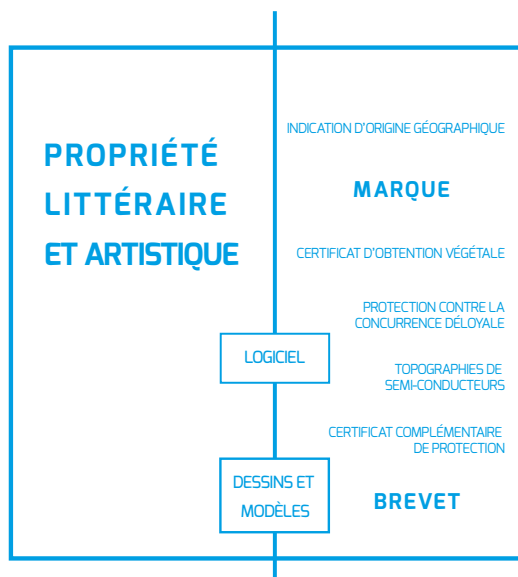 PROPRIÉTÉ
LITTÉRAIRE
ET ARTISTIQUE
INDICATION D'ORIGINE GÉOGRAPHIQUE
MARQUE
CERTIFICAT D'OBTENTION VÉGÉTALE
PROTECTION CONTRE LA
CONCURRENCE DÉLOYALE
LOGICIEL
TOPOGRAPHIES DE
SEMI-CONDUCTEURS
CERTIFICAT COMPLÉMENTAIRE
DE PROTECTION
DESSINS ET
MODÈLES
BREVET